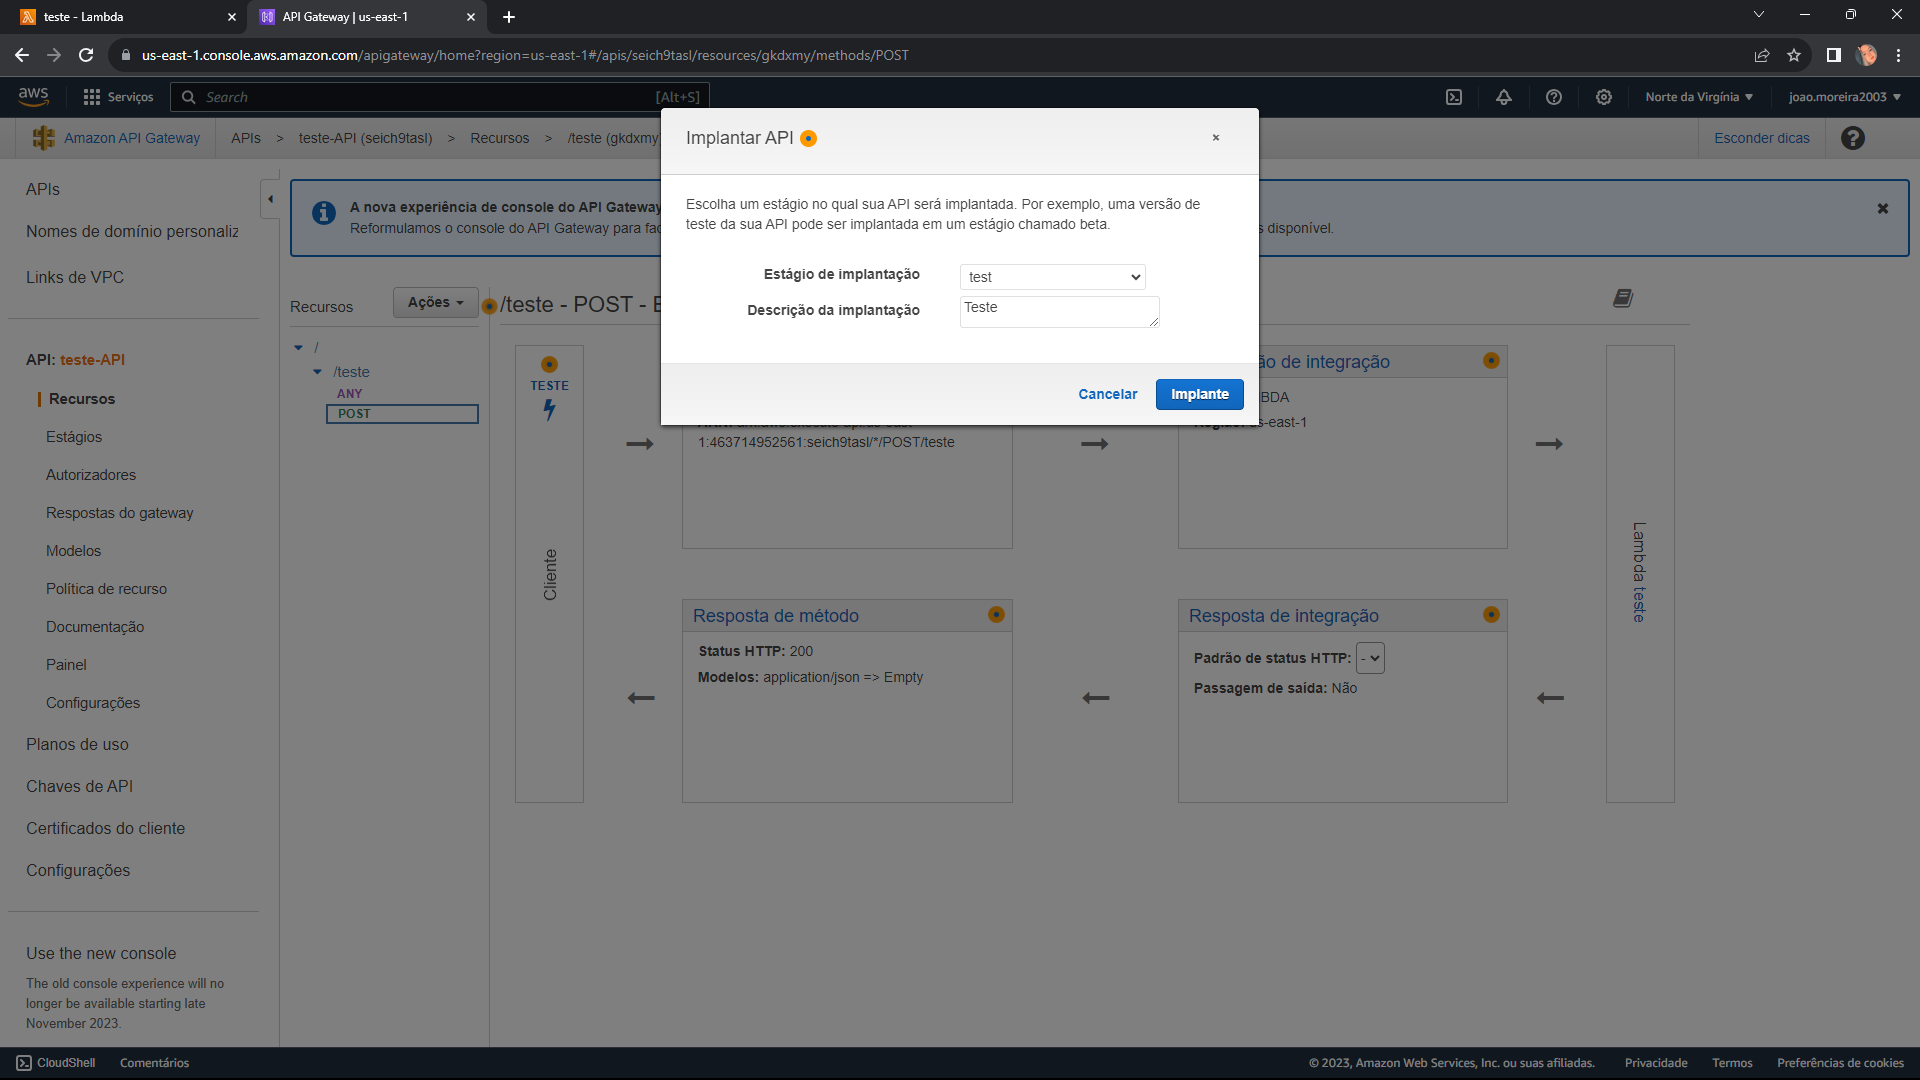 teste - Lambda
API Gateway | us-east-1
us-east-1.console.aws.amazon.com/apigateway/home?region=us-east-1#/apis/seich9tasl/resources/gkdxmy/methods/POST
aws
Serviços
Search
[Alt+S]
Norte da Virgínia
joao.moreira2003
Amazon API Gateway
APIs > teste-API (seich9tasl) > Recursos > /teste (gkdxmy)
Esconder dicas
Implantar API
Escolha um estágio no qual sua API será implantada. Por exemplo, uma versão de
teste da sua API pode ser implantada em um estágio chamado beta.
Estágio de implantação
test
Descrição da implantação
Teste
Cancelar
Implante
APIs
Nomes de domínio personaliz
Links de VPC
API: teste-API
Recursos
Estágios
Autorizadores
Respostas do gateway
Modelos
Política de recurso
Documentação
Painel
Configurações
Planos de uso
Chaves de API
Certificados do cliente
Configurações
Use the new console
The old console experience will no
longer be available starting late
November 2023.
A nova experiência de console do API Gateway
Reformulamos o console do API Gateway para fac
s disponível.
Recursos
Ações
/
/teste
ANY
POST
/teste - POST - E
TESTE
Cliente
1:463714952561:seich9tasl/*/POST/teste
ão de integração
BDA
s-east-1
Lambda teste
Resposta de método
Status HTTP: 200
Modelos: application/json => Empty
Resposta de integração
Padrão de status HTTP: -
Passagem de saída: Não
CloudShell
Comentários
© 2023, Amazon Web Services, Inc. ou suas afiliadas.
Privacidade
Termos
Preferências de cookies